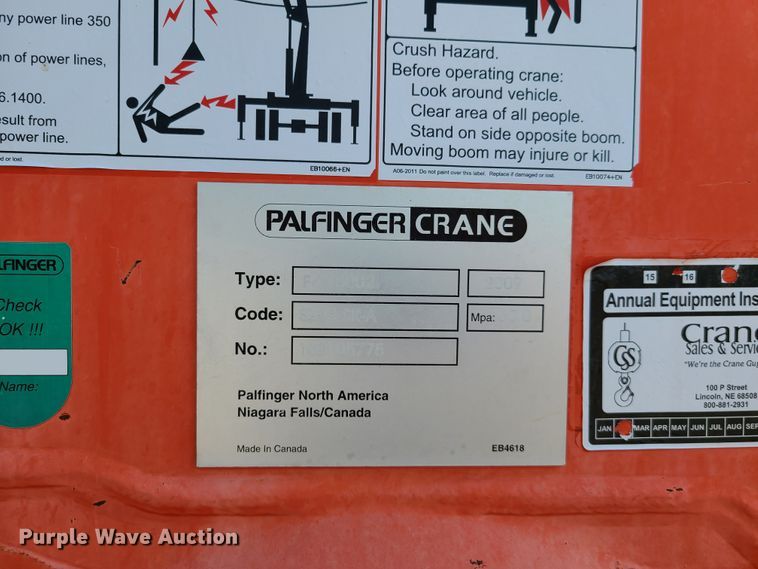 ny power line 350
on of power lines,
6.1400.
esult from
power line.
d or lost.
EB10066+EN
Crush Hazard.
Before operating crane:
Look around vehicle.
Clear area of all people.
Stand on side opposite boom.
Moving boom may injure or kill.
A06-2011 Do not paint over this label. Replace if damaged or lost.
EB10074+EN
PALFINGER CRANE
Type:
Code:
Mpa:
No.:
Palfinger North America
Niagara Falls/Canada
Made In Canada
EB4618
LFINGER
Check
OK !!!
Name:
15 16
Annual Equipment Ins
CSS
Crane
Sales & Servic
"We're the Crane Guy
100 P Street
Lincoln, NE 68508
800-881-2931
JAN MAR APR MAY JUN JUL AUG SEP
Purple Wave Auction